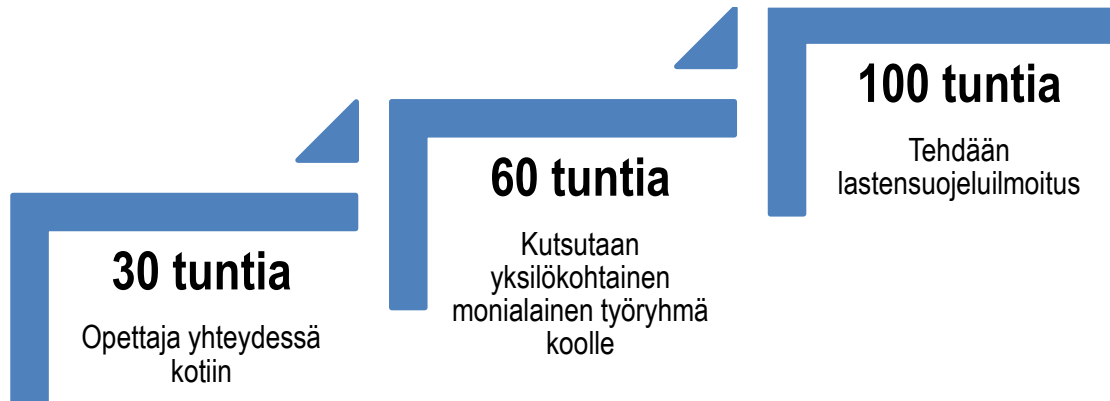 30 tuntia
Opettaja yhteydessä
kotiin
60 tuntia
Kutsutaan
yksilökohtainen
monialainen työryhmä
koolle
100 tuntia
Tehdään
lastensuojeluilmoitus